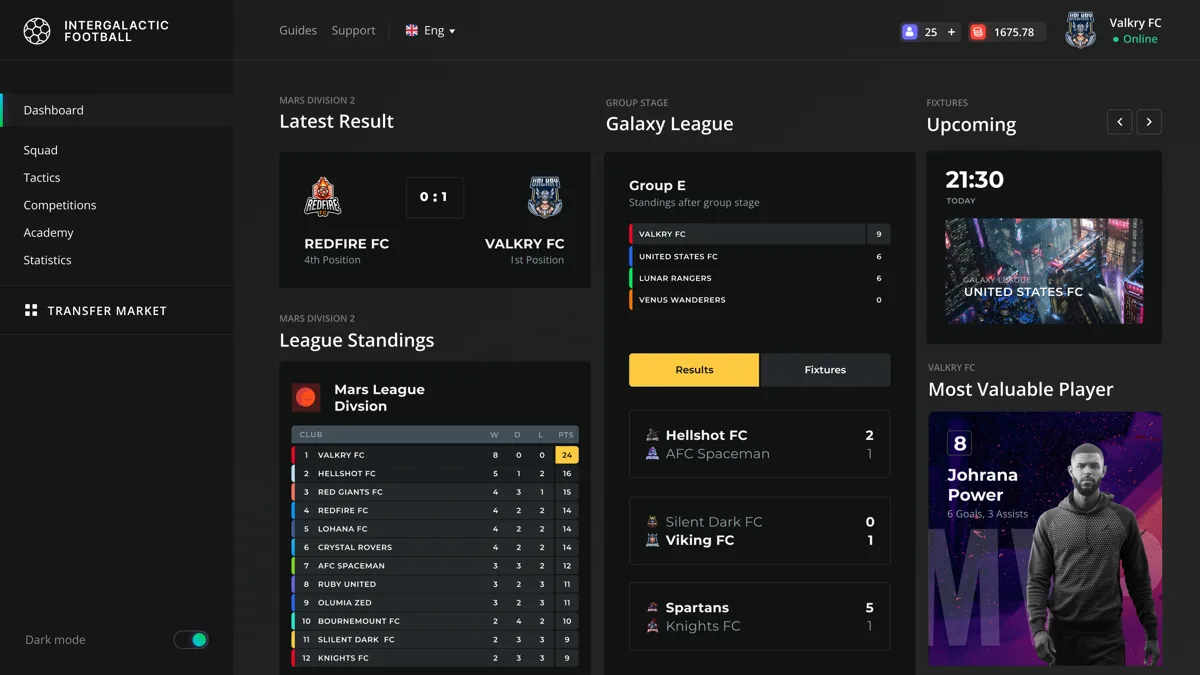 INTERGALACTIC
FOOTBALL
Guides
Support
Eng
25 +
1675.78
Valkry FC
Online
Dashboard
Squad
Tactics
Competitions
Academy
Statistics
TRANSFER MARKET
Dark mode
MARS DIVISION 2
Latest Result
REDFIRE
VALKRY
0 : 1
REDFIRE FC
VALKRY FC
4th Position
1st Position
MARS DIVISION 2
League Standings
Mars League
Divsion
CLUB W D L PTS
1 VALKRY FC 8 0 0 24
2 HELLSHOT FC 5 1 2 16
3 RED GIANTS FC 4 3 1 15
4 REDFIRE FC 4 2 2 14
5 LOHANA FC 4 2 2 14
6 CRYSTAL ROVERS 4 2 2 14
7 AFC SPACEMAN 3 3 2 12
8 RUBY UNITED 3 2 3 11
9 OLUMIA ZED 3 2 3 11
10 BOURNEMOUNT FC 2 4 2 10
11 SLILENT DARK FC 2 3 3 9
12 KNIGHTS FC 2 3 3 9
GROUP STAGE
Galaxy League
Group E
Standings after group stage
VALKRY FC 9
UNITED STATES FC 6
LUNAR RANGERS 6
VENUS WANDERERS 0
Results
Fixtures
Hellshot FC 2
AFC Spaceman 1
Silent Dark FC 0
Viking FC 1
Spartans 5
Knights FC 1
FIXTURES
Upcoming
21:30
TODAY
GALAXY LEAGUE
UNITED STATES FC
VALKRY FC
Most Valuable Player
8
Johrana
Power
6 Goals, 3 Assists
MVP